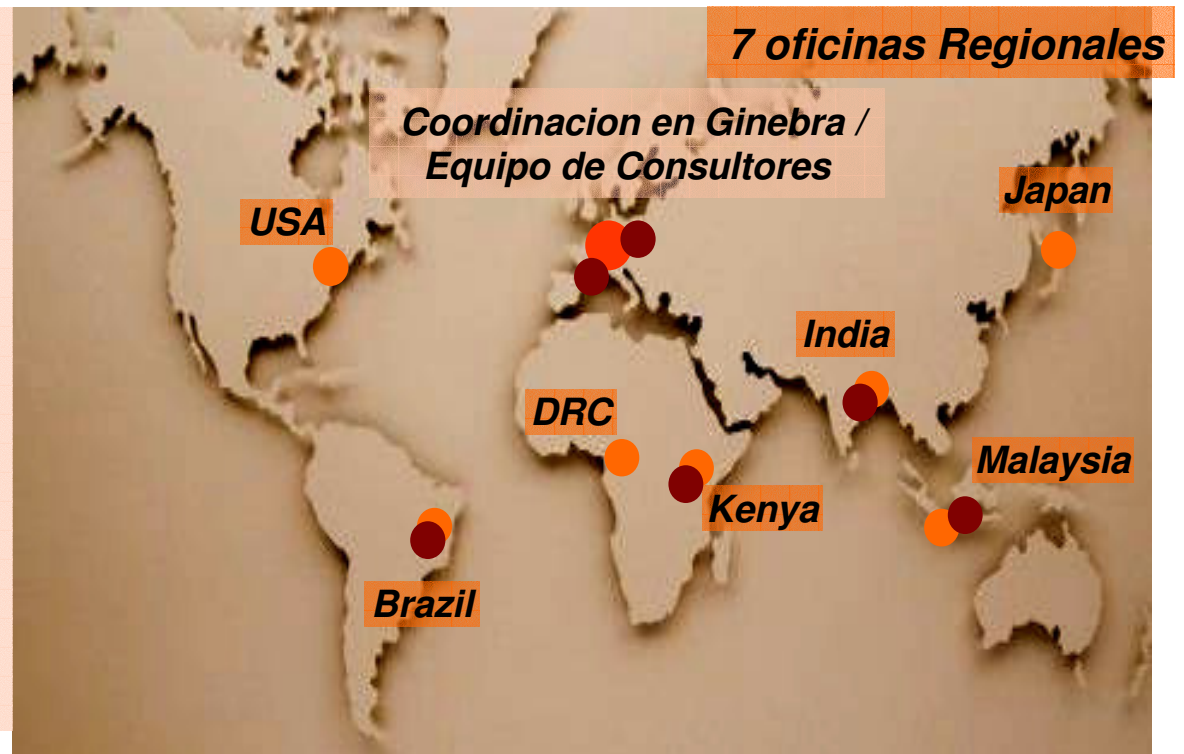 7 oficinas Regionales
Coordinacion en Ginebra /
Equipo de Consultores
Japan
USA
India
DRC
Malaysia
Kenya
Brazil